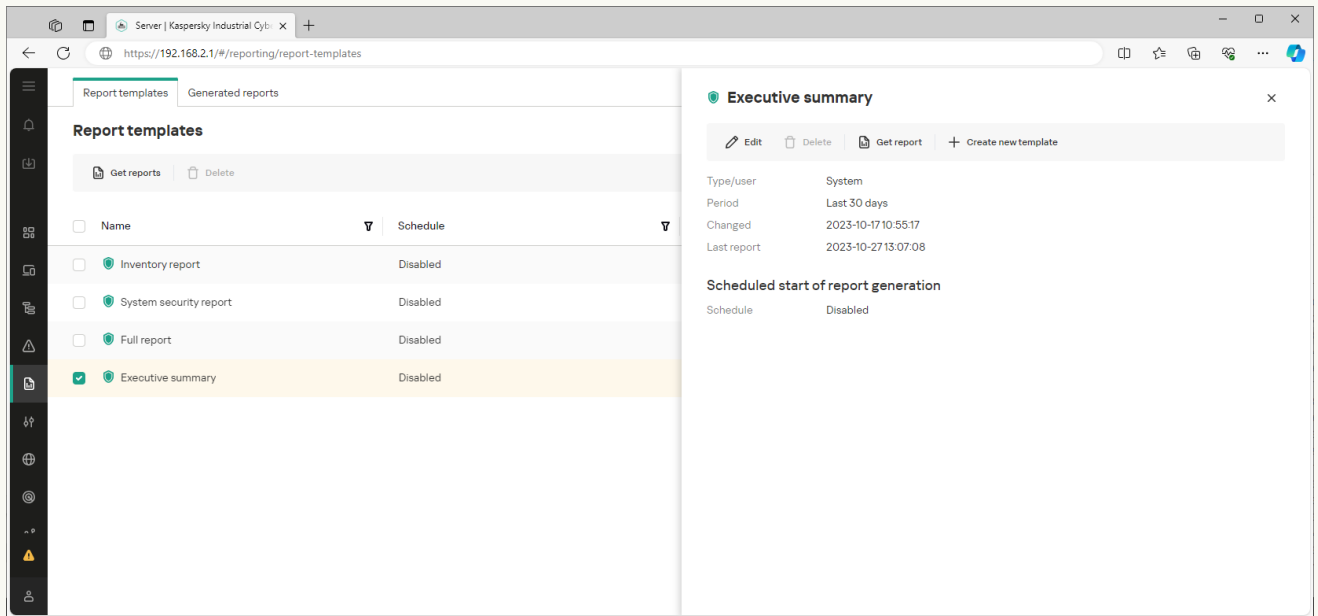 Server | Kaspersky Industrial Cyb
https://192.168.2.1/#/reporting/report-templates
Report templates
Generated reports
Report templates
Get reports
Delete
Name
Schedule
Inventory report
Disabled
System security report
Disabled
Full report
Disabled
Executive summary
Disabled
Executive summary
Edit
Delete
Get report
Create new template
Type/user System
Period Last 30 days
Changed 2023-10-17 10:55:17
Last report 2023-10-27 13:07:08
Scheduled start of report generation
Schedule Disabled